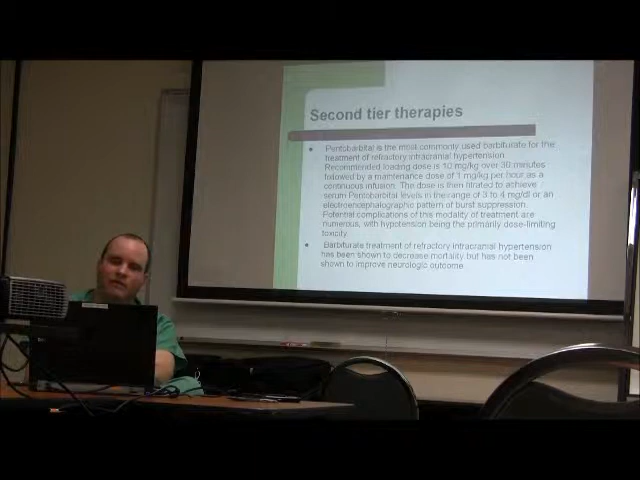 Second tier therapies
Pentobarbital is the most commonly used barbiturate for the
treatment of refractory intracranial hypertension.
Recommended loading dose is 10 mg/kg over 30 minutes
followed by a maintenance dose of 1 mg/kg per hour as a
continuous infusion. The dose is then titrated to achieve
serum Pentobarbital levels in the range of 3 to 4 mg/dl or an
electroencephalographic pattern of burst suppression.
Potential complications of this modality of treatment are
numerous, with hypotension being the primarily dose-limiting
toxicity.
Barbiturate treatment of refractory intracranial hypertension
has been shown to decrease mortality but has not been
shown to improve neurologic outcome